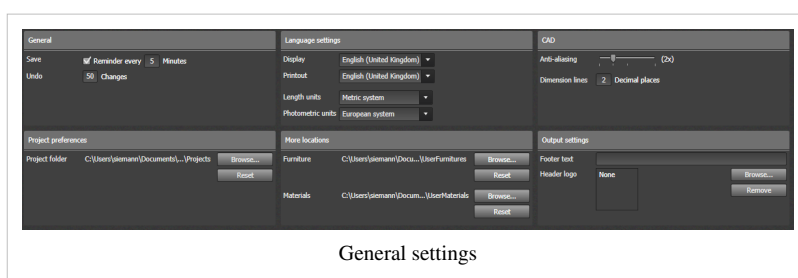 General
Save Reminder every 5 Minutes
Undo 50 Changes
Language settings
Display English (United Kingdom)
Printout English (United Kingdom)
Length units Metric system
Photometric units European system
CAD
Anti-aliasing (2x)
Dimension lines 2 Decimal places
Project preferences
Project folder C:\Users\siemann\Documents\...\Projects Browse...
Reset
More locations
Furniture C:\Users\siemann\Docu...\UserFurnitures Browse...
Reset
Materials C:\Users\siemann\Docum...\UserMaterials Browse...
Reset
Output settings
Footer text
Header logo None Browse...
Remove
General settings